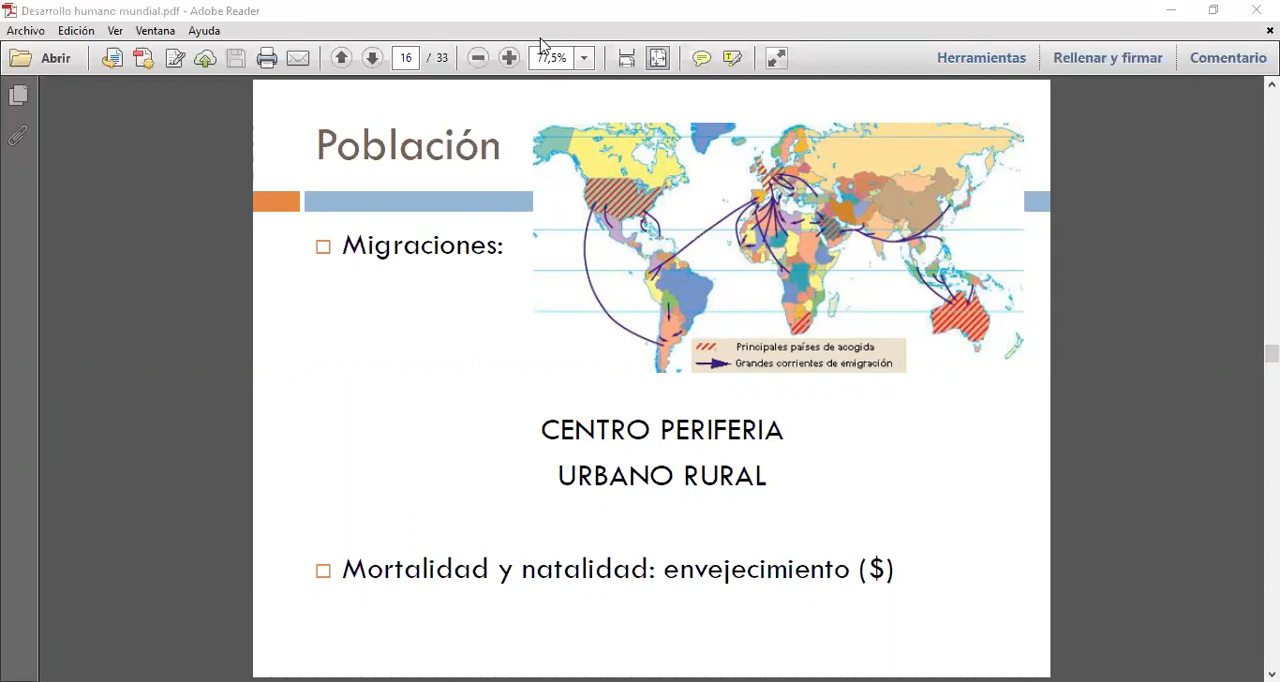 Desarrollo humano mundial.pdf - Adobe Reader
Archivo Edición Ver Ventana Ayuda
Abrir 16 / 33 77,5% Herramientas Rellenar y firmar Comentario
Población
Migraciones:
Principales países de acogida
Grandes corrientes de emigración
CENTRO PERIFERIA
URBANO RURAL
Mortalidad y natalidad: envejecimiento ($)